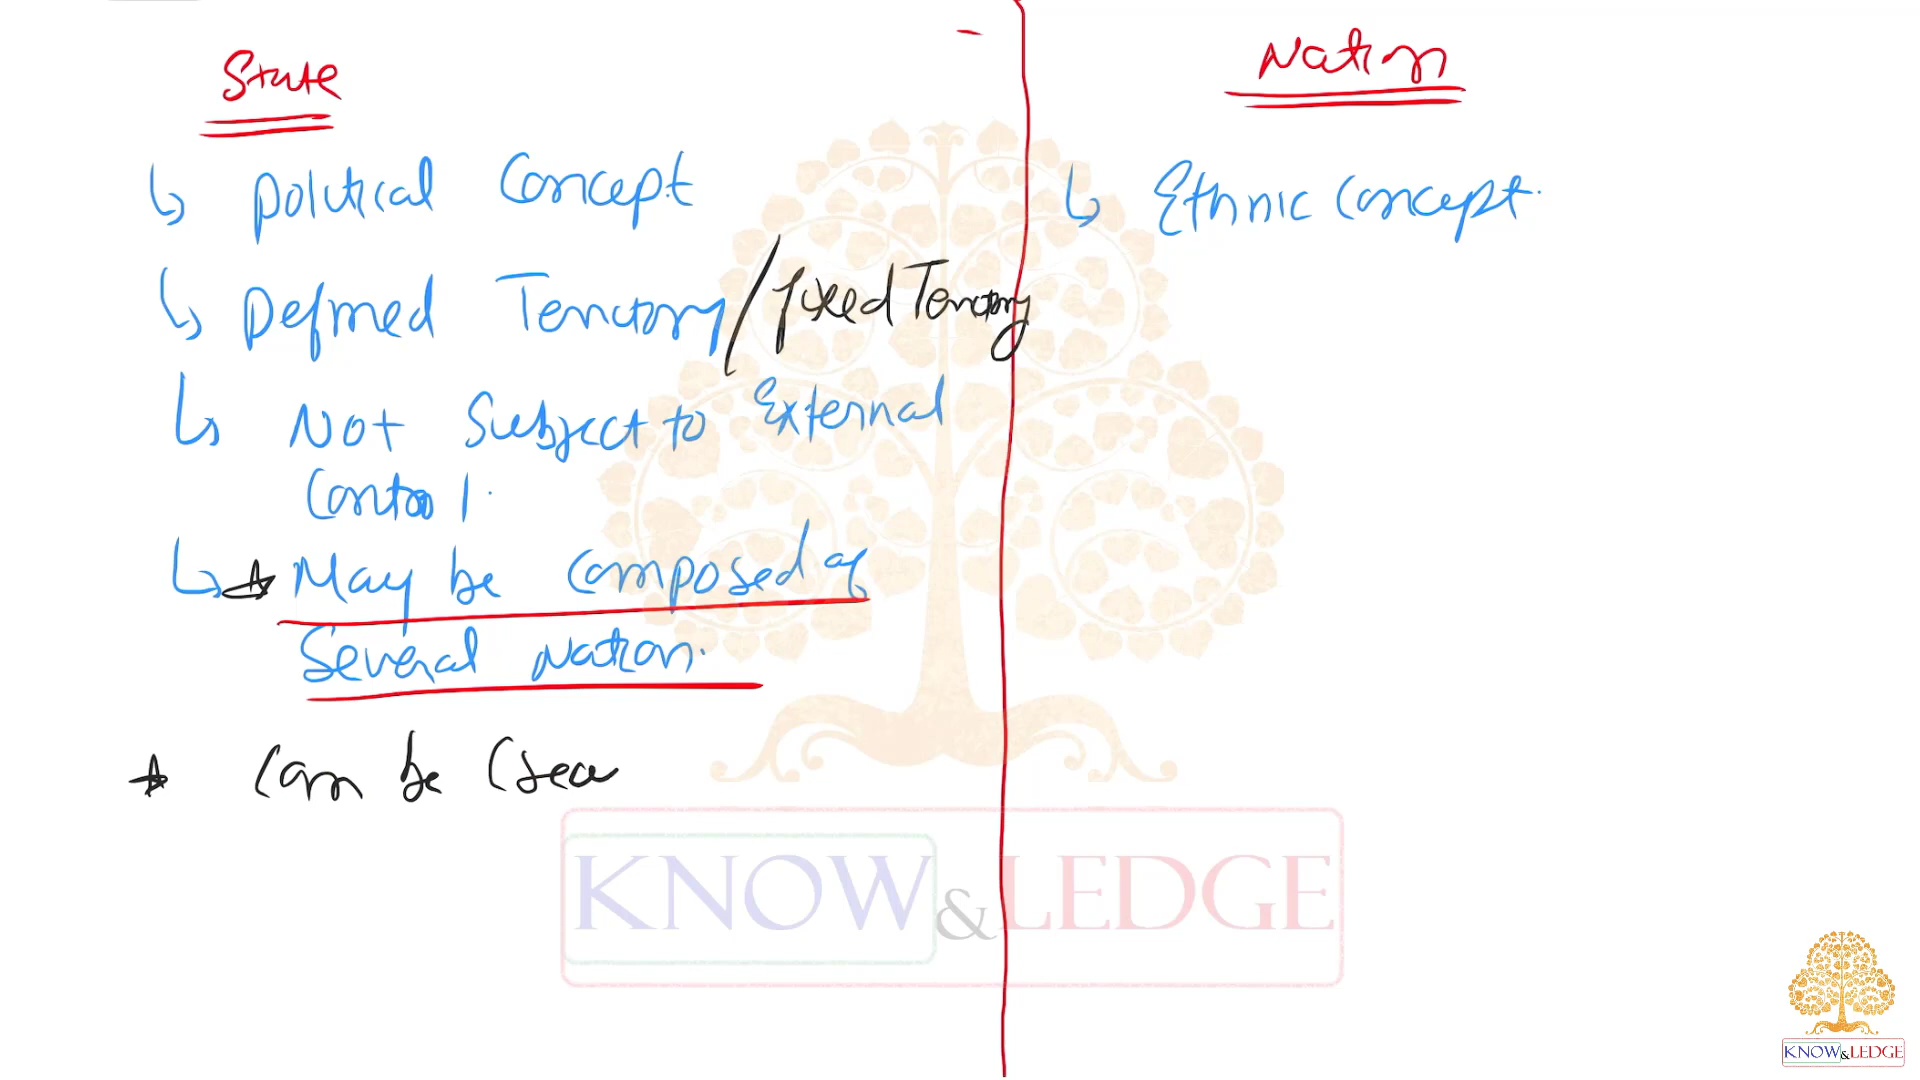 State
Political Concept
Defined Territory / fixed Territory
Not Subject to External
Control.
May be composed of
Several Nation.
Can be Crea
Nation
Ethnic Concept.
KNOW & LEDGE
KNOW & LEDGE